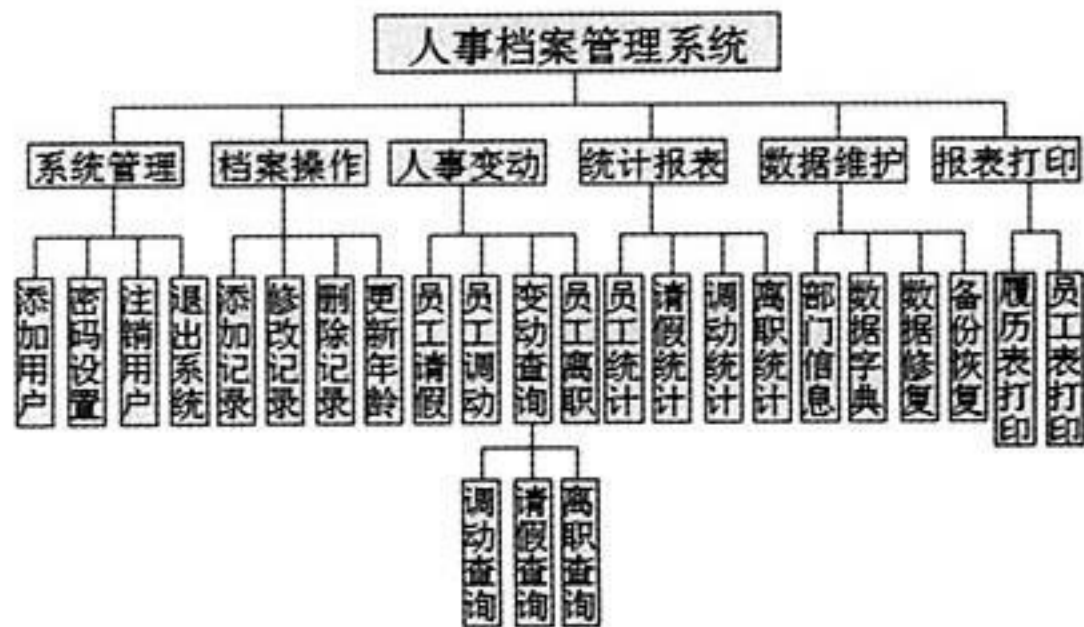 人事档案管理系统
系统管理
档案操作
人事变动
统计报表
数据维护
报表打印
添加用户
密码设置
注销用户
退出系统
添加记录
修改记录
删除记录
更新年龄
员工请假
员工调动
变动查询
员工离职
员工统计
请假统计
调动统计
离职统计
部门信息
数据字典
数据修复
备份恢复
履历表打印
员工表打印
调动查询
请假查询
离职查询